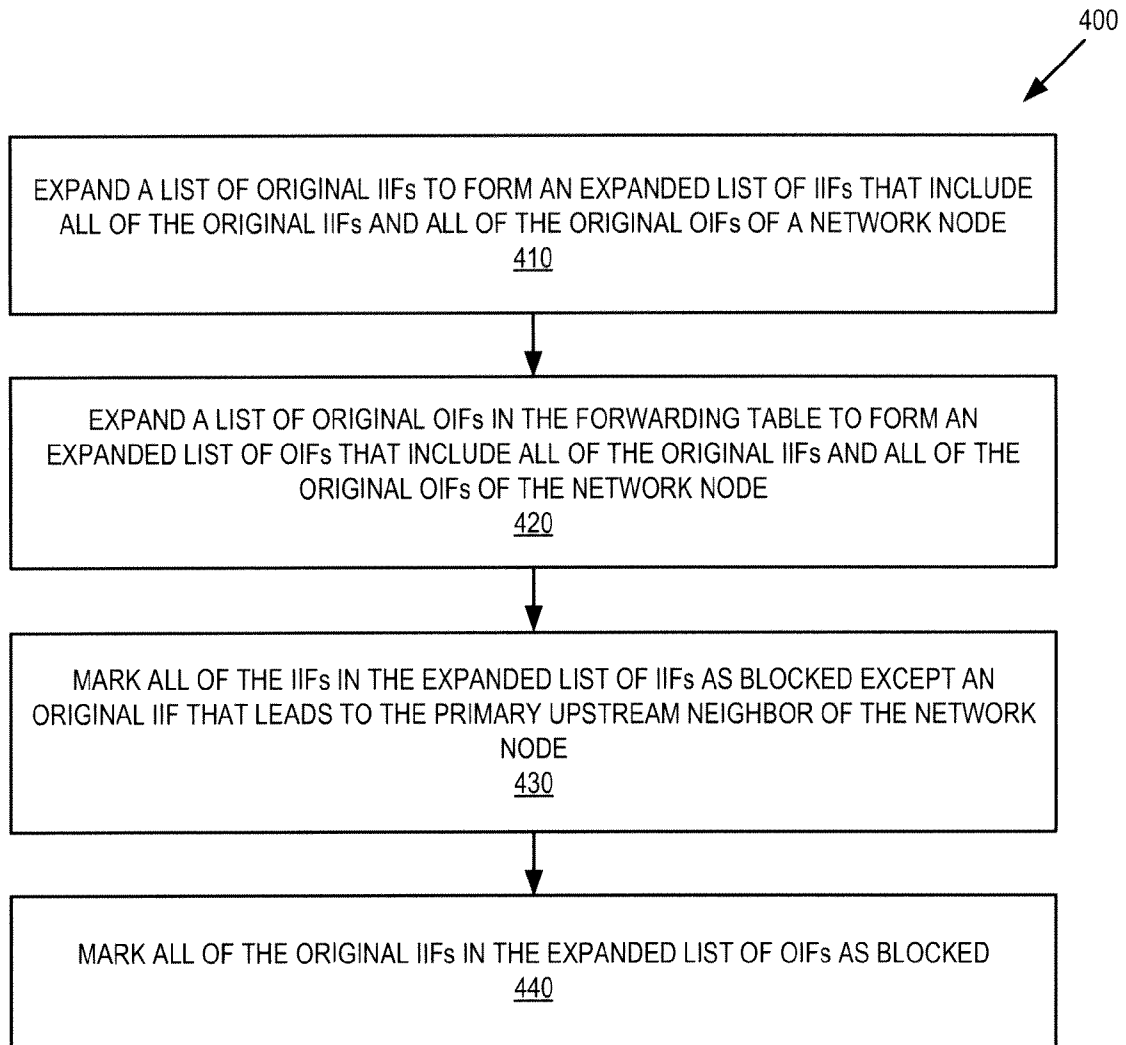 400
EXPAND A LIST OF ORIGINAL IIFs TO FORM AN EXPANDED LIST OF IIFs THAT INCLUDE
ALL OF THE ORIGINAL IIFs AND ALL OF THE ORIGINAL OIFs OF A NETWORK NODE
410
EXPAND A LIST OF ORIGINAL OIFs IN THE FORWARDING TABLE TO FORM AN
EXPANDED LIST OF OIFs THAT INCLUDE ALL OF THE ORIGINAL IIFs AND ALL OF THE
ORIGINAL OIFs OF THE NETWORK NODE
420
MARK ALL OF THE IIFs IN THE EXPANDED LIST OF IIFs AS BLOCKED EXCEPT AN
ORIGINAL IIF THAT LEADS TO THE PRIMARY UPSTREAM NEIGHBOR OF THE NETWORK
NODE
430
MARK ALL OF THE ORIGINAL IIFs IN THE EXPANDED LIST OF OIFs AS BLOCKED
440